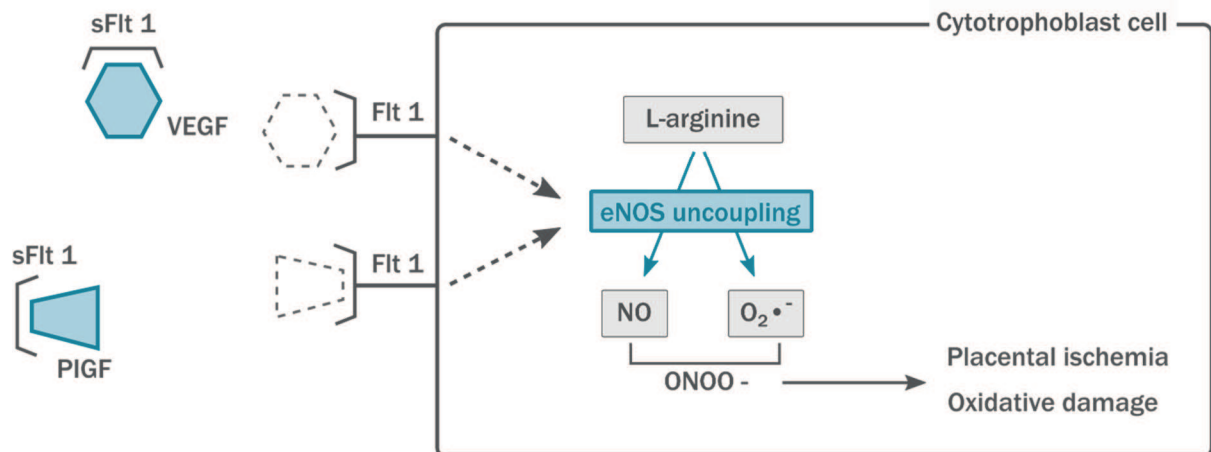 sFlt 1
VEGF
Flt 1
Cytotrophoblast cell
L-arginine
eNOS uncoupling
sFlt 1
PlGF
Flt 1
NO
O₂•⁻
ONOO -
Placental ischemia
Oxidative damage